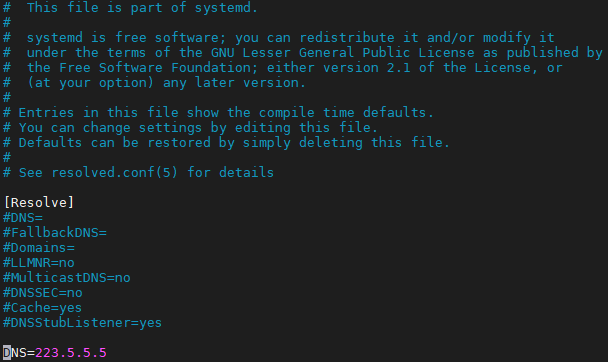 #  This file is part of systemd.
#
#  systemd is free software; you can redistribute it and/or modify it
#  under the terms of the GNU Lesser General Public License as published by
#  the Free Software Foundation; either version 2.1 of the License, or
#  (at your option) any later version.
#
# Entries in this file show the compile time defaults.
# You can change settings by editing this file.
# Defaults can be restored by simply deleting this file.
#
# See resolved.conf(5) for details

[Resolve]
#DNS=
#FallbackDNS=
#Domains=
#LLMNR=no
#MulticastDNS=no
#DNSSEC=no
#Cache=yes
#DNSStubListener=yes

DNS=223.5.5.5